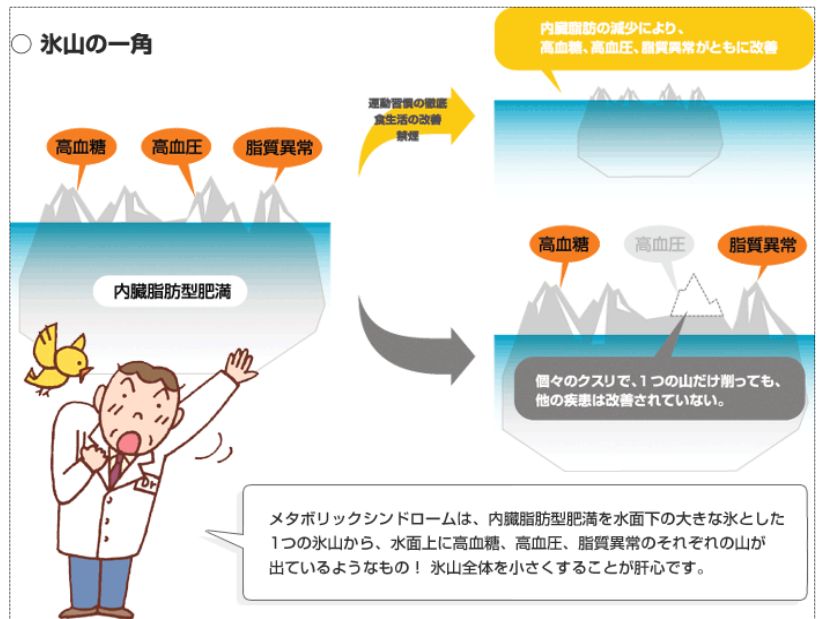 ○ 氷山の一角
高血糖
高血圧
脂質異常
内臓脂肪型肥満
運動習慣の徹底
食生活の改善
禁煙
内臓脂肪の減少により、
高血糖、高血圧、脂質異常がともに改善
高血糖
高血圧
脂質異常
個々のクスリで、1つの山だけ削っても、
他の疾患は改善されていない。
Dr
メタボリックシンドロームは、内臓脂肪型肥満を水面下の大きな氷とした
1つの氷山から、水面上に高血糖、高血圧、脂質異常のそれぞれの山が
出ているようなもの! 氷山全体を小さくすることが肝心です。